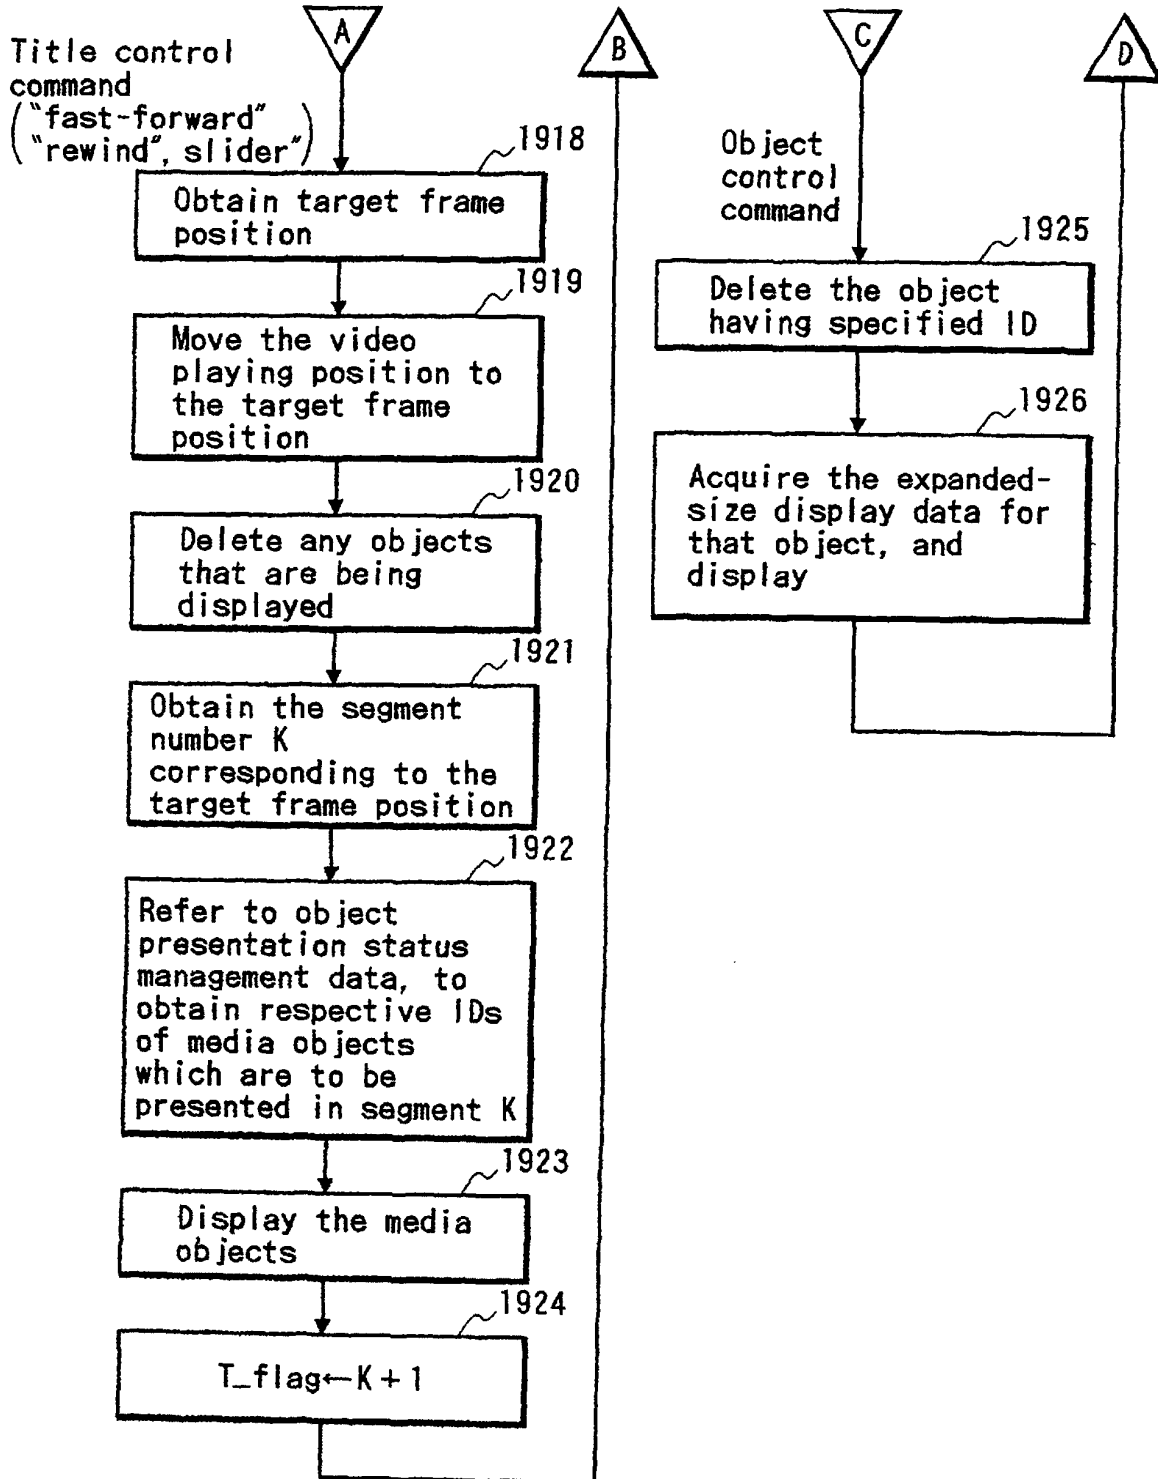 A
Title control
command
("fast-forward"
"rewind", slider")
1918
Obtain target frame
position
1919
Move the video
playing position to
the target frame
position
1920
Delete any objects
that are being
displayed
1921
Obtain the segment
number K
corresponding to the
target frame position
1922
Refer to object
presentation status
management data, to
obtain respective IDs
of media objects
which are to be
presented in segment K
1923
Display the media
objects
1924
T_flag←K+1
B
C
Object
control
command
1925
Delete the object
having specified ID
1926
Acquire the expanded-
size display data for
that object, and
display
D